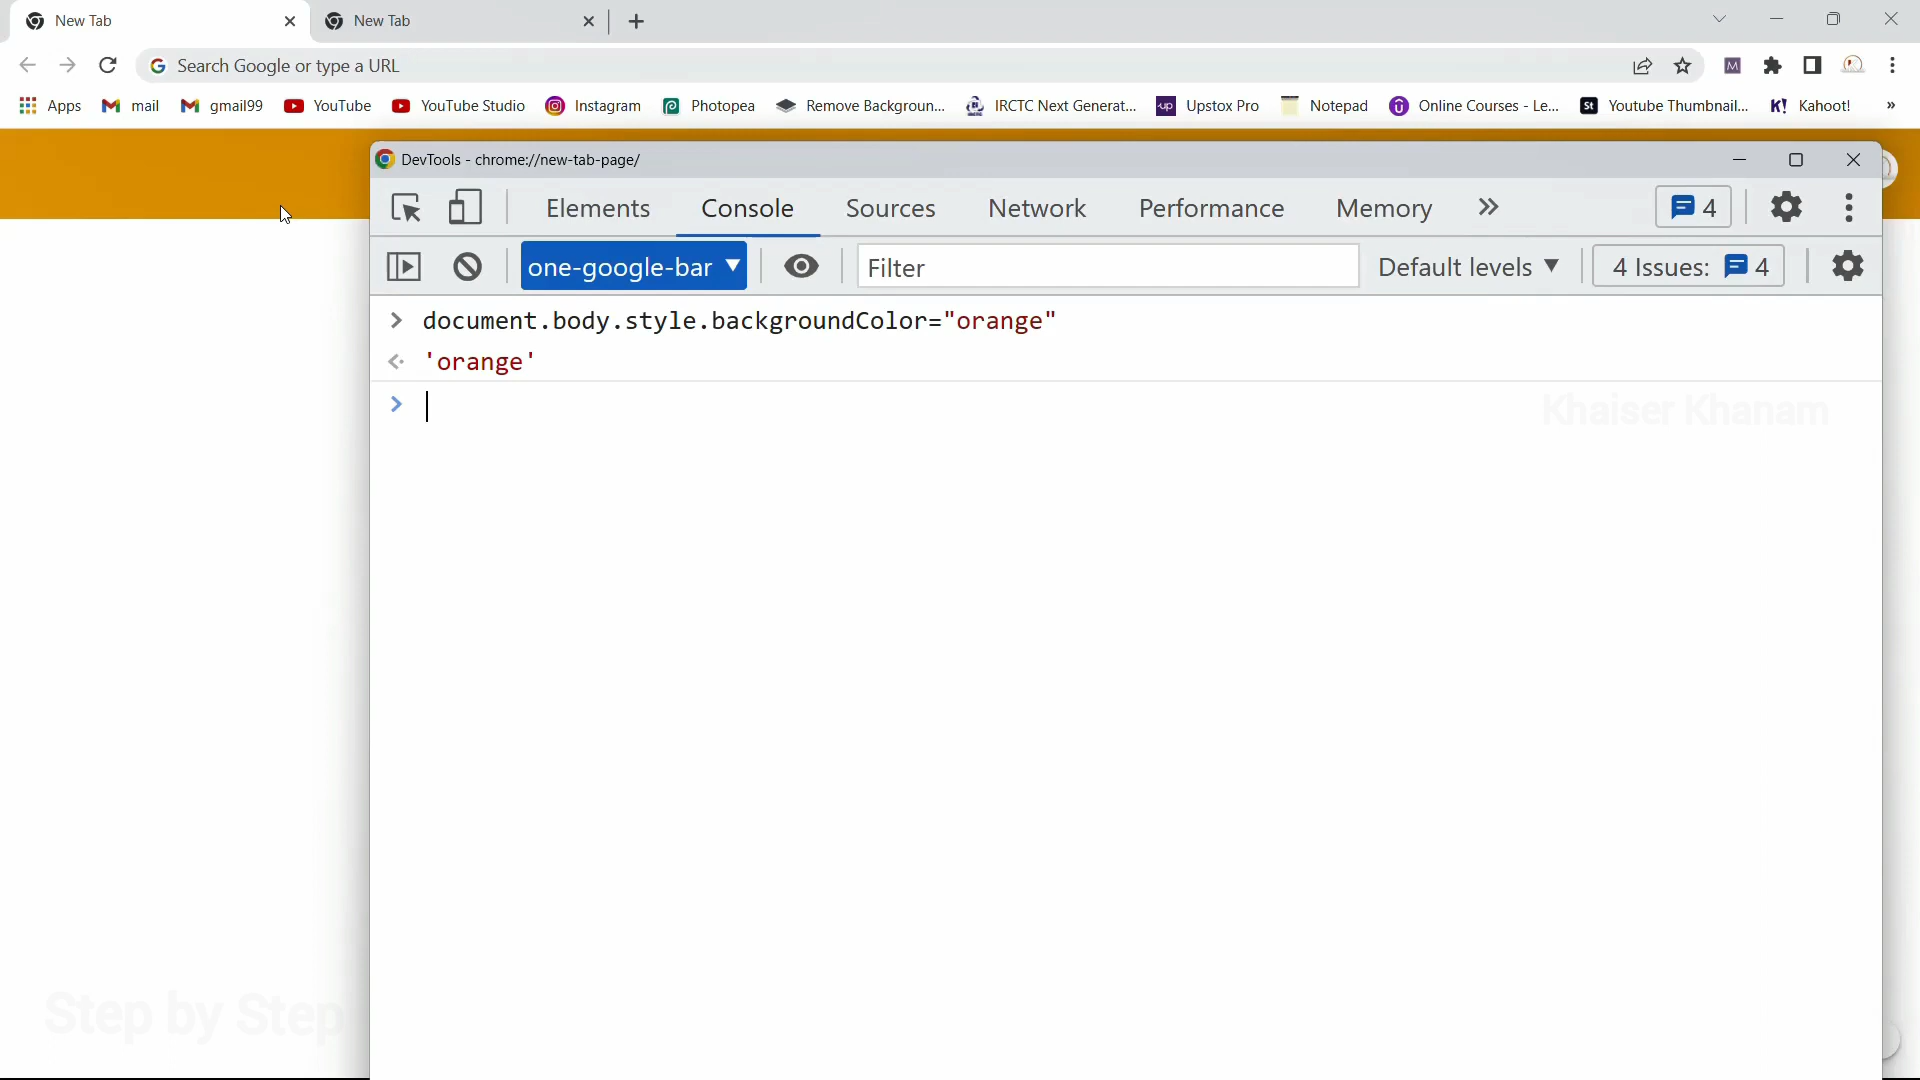 New Tab
New Tab
Search Google or type a URL
Apps mail gmail99 YouTube YouTube Studio Instagram Photopea Remove Backgroun... IRCTC Next Generat... Upstox Pro Notepad Online Courses - Le... Youtube Thumbnail... Kahoot! »
DevTools - chrome://new-tab-page/
Elements Console Sources Network Performance Memory » 4
one-google-bar Filter Default levels 4 Issues: 4
document.body.style.backgroundColor="orange"
'orange'
Khaiser Khanam
Step by Step